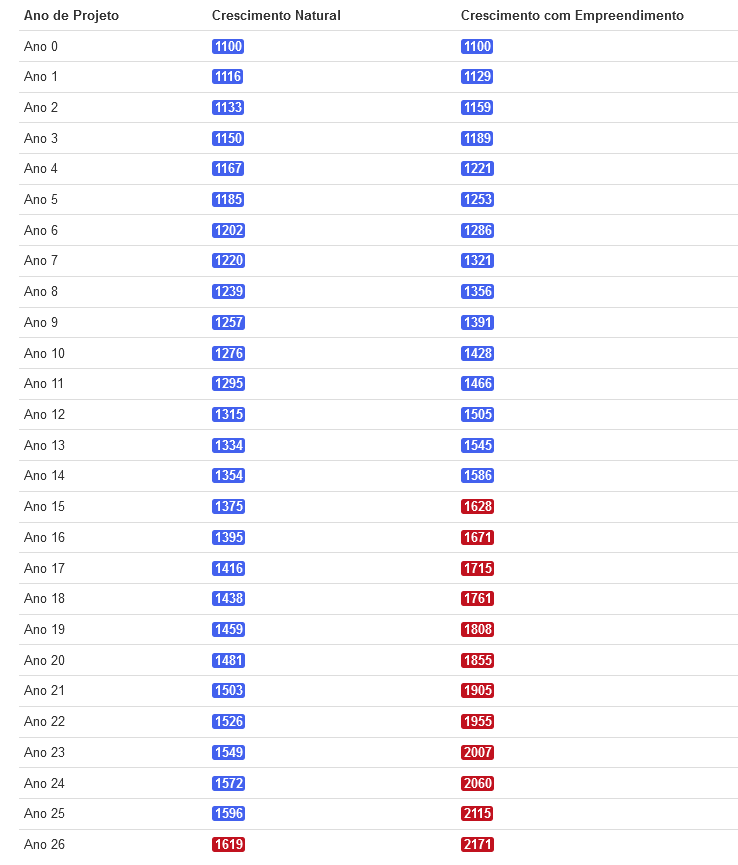 Ano de Projeto Crescimento Natural Crescimento com Empreendimento
Ano 0 1100 1100
Ano 1 1116 1129
Ano 2 1133 1159
Ano 3 1150 1189
Ano 4 1167 1221
Ano 5 1185 1253
Ano 6 1202 1286
Ano 7 1220 1321
Ano 8 1239 1356
Ano 9 1257 1391
Ano 10 1276 1428
Ano 11 1295 1466
Ano 12 1315 1505
Ano 13 1334 1545
Ano 14 1354 1586
Ano 15 1375 1628
Ano 16 1395 1671
Ano 17 1416 1715
Ano 18 1438 1761
Ano 19 1459 1808
Ano 20 1481 1855
Ano 21 1503 1905
Ano 22 1526 1955
Ano 23 1549 2007
Ano 24 1572 2060
Ano 25 1596 2115
Ano 26 1619 2171